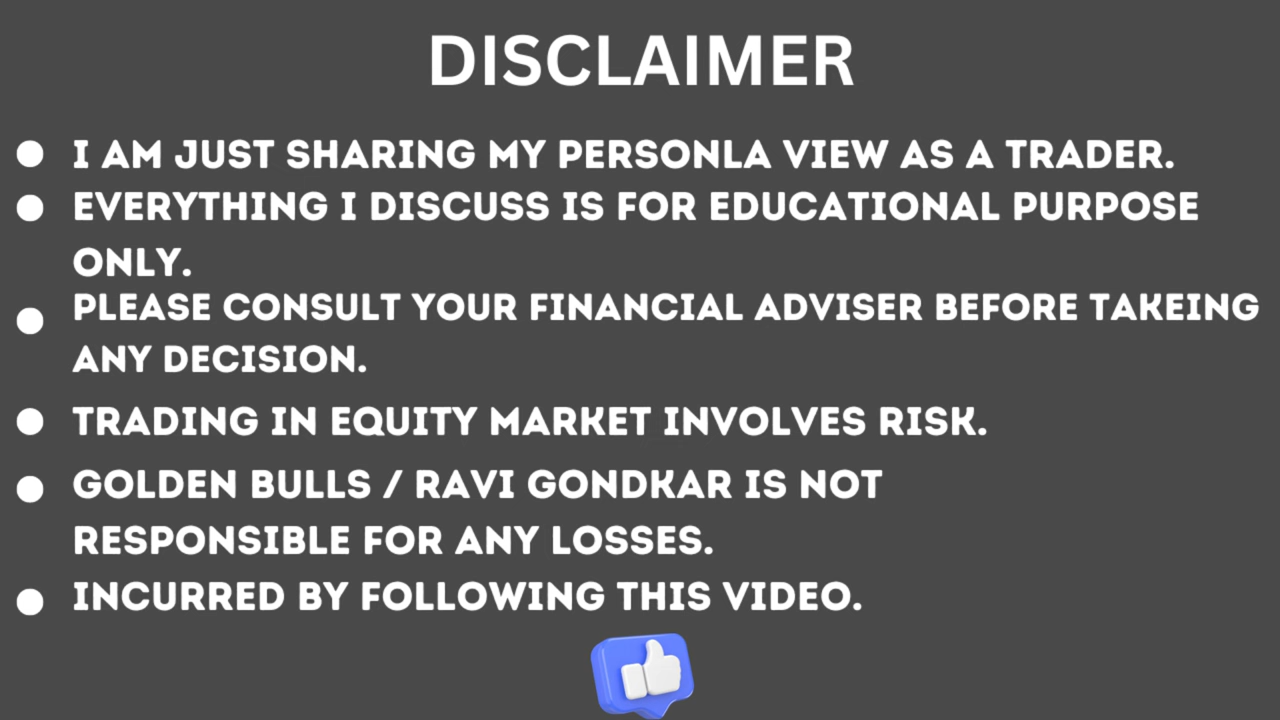 DISCLAIMER
● I AM JUST SHARING MY PERSONLA VIEW AS A TRADER.
● EVERYTHING I DISCUSS IS FOR EDUCATIONAL PURPOSE
ONLY.
● PLEASE CONSULT YOUR FINANCIAL ADVISER BEFORE TAKEING
ANY DECISION.
● TRADING IN EQUITY MARKET INVOLVES RISK.
● GOLDEN BULLS / RAVI GONDKAR IS NOT
RESPONSIBLE FOR ANY LOSSES.
● INCURRED BY FOLLOWING THIS VIDEO.